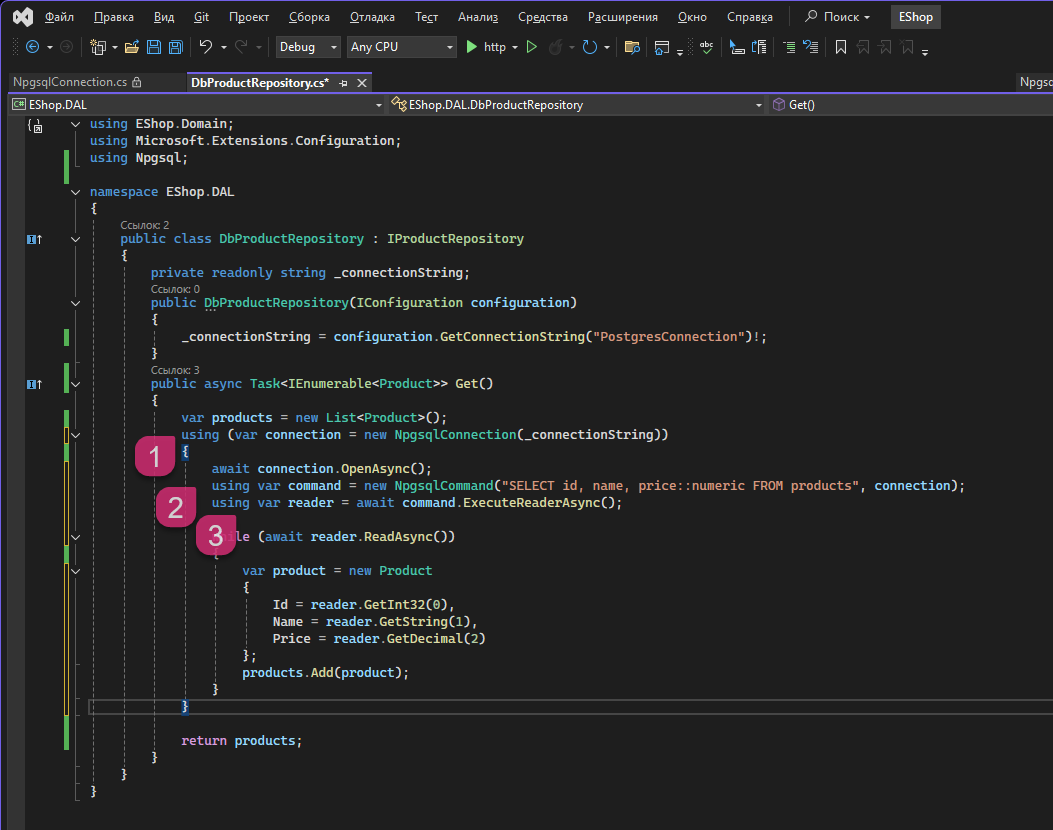 Файл Правка Вид Git Проект Сборка Отладка Тест Анализ Средства Расширения Окно Справка Поиск EShop
Debug Any CPU http abc
NpgsqlConnection.cs DbProductRepository.cs* Npgsq
C# EShop.DAL EShop.DAL.DbProductRepository Get()
using EShop.Domain;
using Microsoft.Extensions.Configuration;
using Npgsql;
namespace EShop.DAL
{
Ссылок: 2
public class DbProductRepository : IProductRepository
{
private readonly string _connectionString;
Ссылок: 0
public DbProductRepository(IConfiguration configuration)
{
_connectionString = configuration.GetConnectionString("PostgresConnection")!;
}
Ссылок: 3
public async Task<IEnumerable<Product>> Get()
{
var products = new List<Product>();
using (var connection = new NpgsqlConnection(_connectionString))
1 {
await connection.OpenAsync();
using var command = new NpgsqlCommand("SELECT id, name, price::numeric FROM products", connection);
2 using var reader = await command.ExecuteReaderAsync();
3 ile (await reader.ReadAsync())
{
var product = new Product
{
Id = reader.GetInt32(0),
Name = reader.GetString(1),
Price = reader.GetDecimal(2)
};
products.Add(product);
}
}
return products;
}
}
}